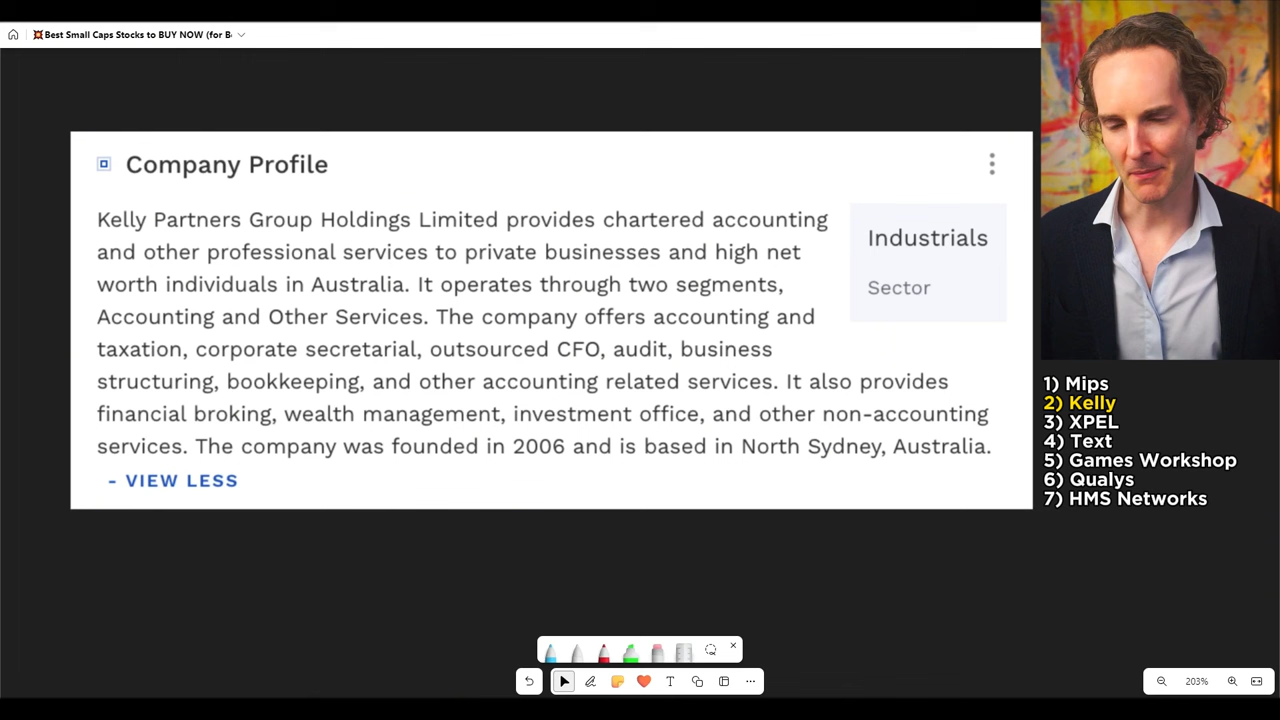 💥Best Small Caps Stocks to BUY NOW (for B
Company Profile
Kelly Partners Group Holdings Limited provides chartered accounting
and other professional services to private businesses and high net
worth individuals in Australia. It operates through two segments,
Accounting and Other Services. The company offers accounting and
taxation, corporate secretarial, outsourced CFO, audit, business
structuring, bookkeeping, and other accounting related services. It also provides
financial broking, wealth management, investment office, and other non-accounting
services. The company was founded in 2006 and is based in North Sydney, Australia.
- VIEW LESS
Industrials
Sector
1) Mips
2) Kelly
3) XPEL
4) Text
5) Games Workshop
6) Qualys
7) HMS Networks
T
203%